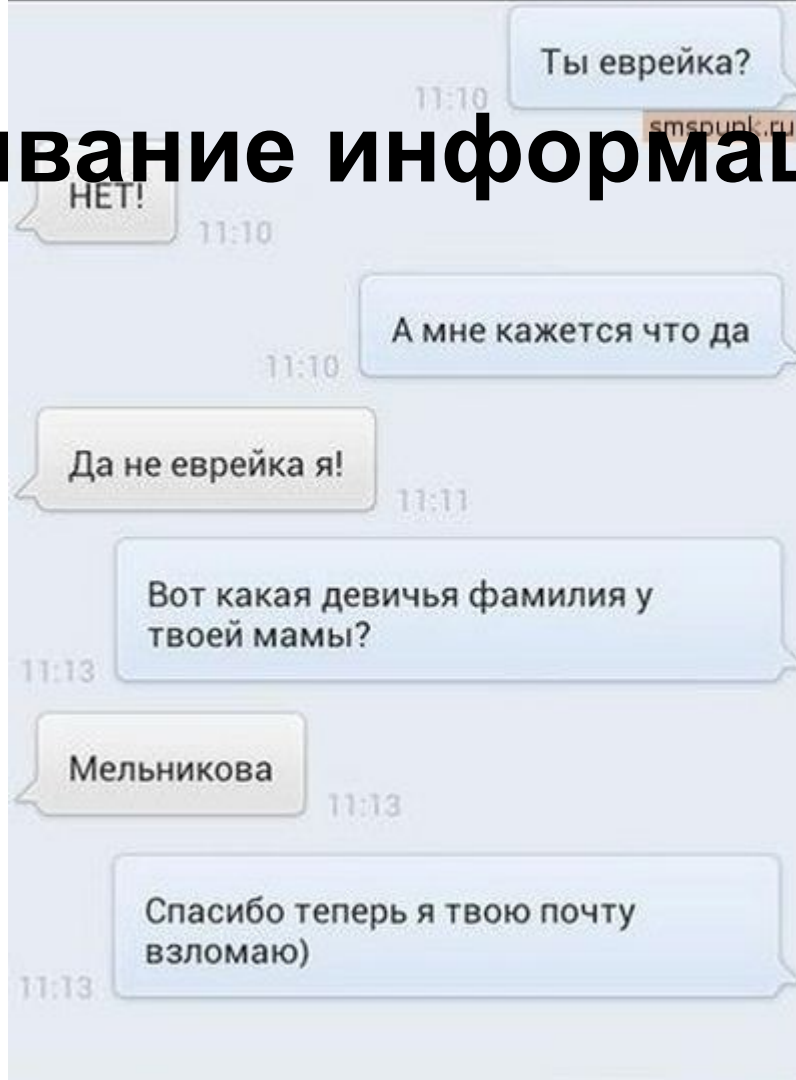 Ты еврейка?
11:10
smspunk.ru
ивание информац
НЕТ!
11:10
А мне кажется что да
11:10
Да не еврейка я!
11:11
Вот какая девичья фамилия у
твоей мамы?
11:13
Мельникова
11:13
Спасибо теперь я твою почту
взломаю)
11:13